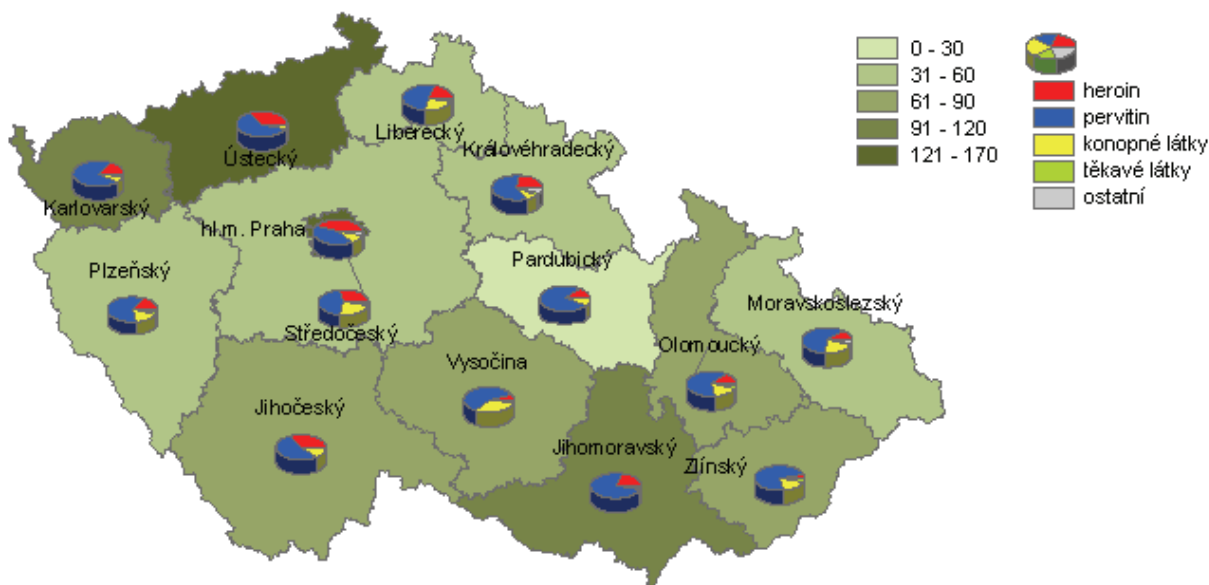 0 - 30
31 - 60
61 - 90
91 - 120
121 - 170
heroin
pervitin
konopné látky
těkavé látky
ostatní
Liberecký
Ústecký
Královéhradecký
Karlovarský
hl.m. Praha
Plzeňský
Pardubický
Moravskoslezský
Středočeský
Olomoucký
Vysočina
Jihočeský
Jihomoravský
Zlínský